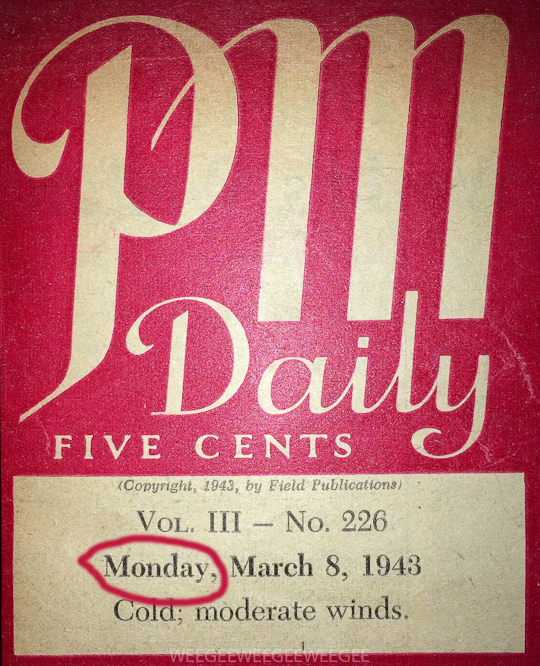 PM
Daily
FIVE CENTS
(Copyright, 1943, by Field Publications)
VOL. III – No. 226
Monday, March 8, 1943
Cold; moderate winds.
WEEGEEWEEGEEWEEGEE